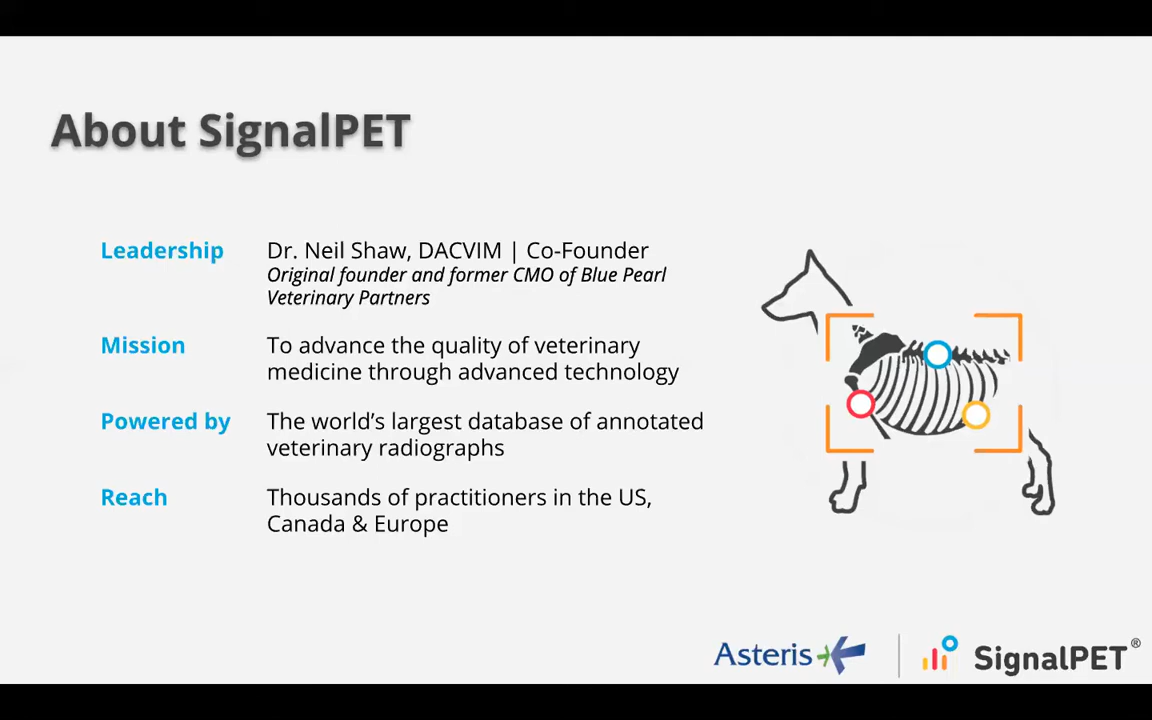 About SignalPET
Leadership
Dr. Neil Shaw, DACVIM | Co-Founder
Original founder and former CMO of Blue Pearl
Veterinary Partners
Mission
To advance the quality of veterinary
medicine through advanced technology
Powered by
The world’s largest database of annotated
veterinary radiographs
Reach
Thousands of practitioners in the US,
Canada & Europe
Asteris
SignalPET®